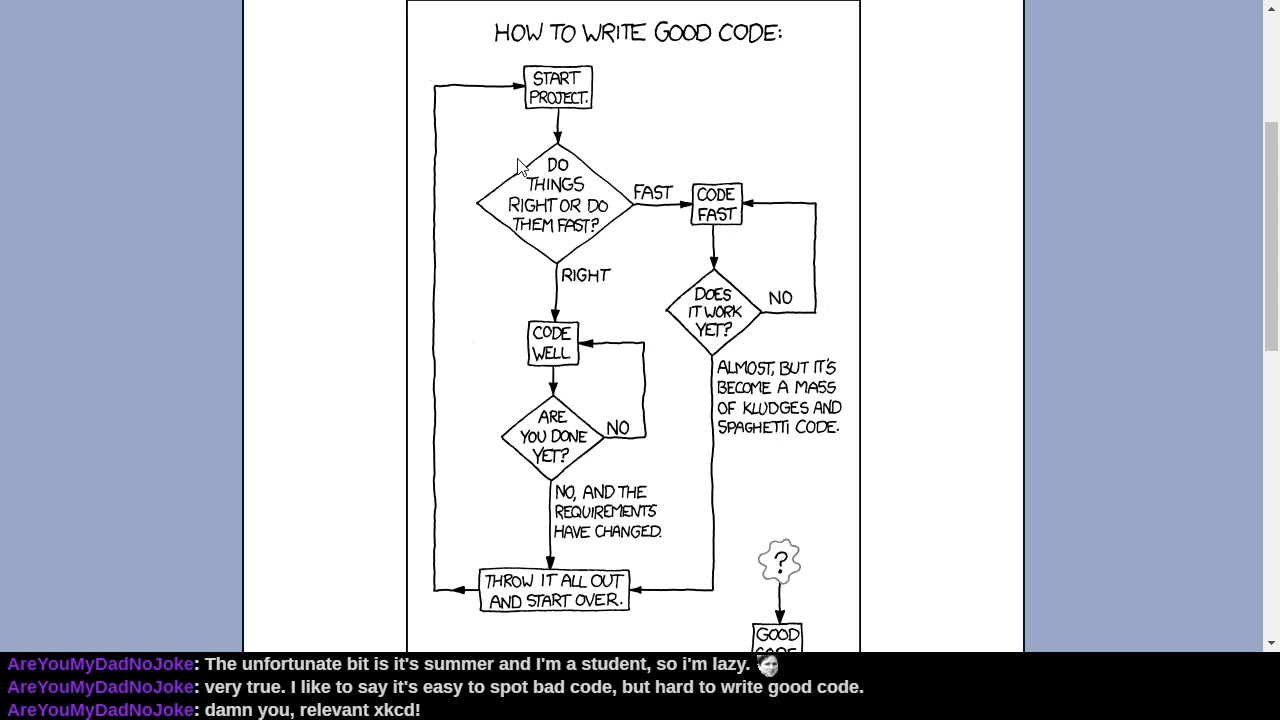 HOW TO WRITE GOOD CODE:
START
PROJECT.
DO
THINGS
RIGHT OR DO
THEM FAST?
FAST
CODE
FAST
RIGHT
DOES
IT WORK
YET?
NO
CODE
WELL
ALMOST, BUT IT'S
BECOME A MASS
OF KLUDGES AND
SPAGHETTI CODE.
ARE
YOU DONE
YET?
NO
NO, AND THE
REQUIREMENTS
HAVE CHANGED.
THROW IT ALL OUT
AND START OVER.
?
GOOD
CODE
AreYouMyDadNoJoke: The unfortunate bit is it's summer and I'm a student, so i'm lazy.
AreYouMyDadNoJoke: very true. I like to say it's easy to spot bad code, but hard to write good code.
AreYouMyDadNoJoke: damn you, relevant xkcd!